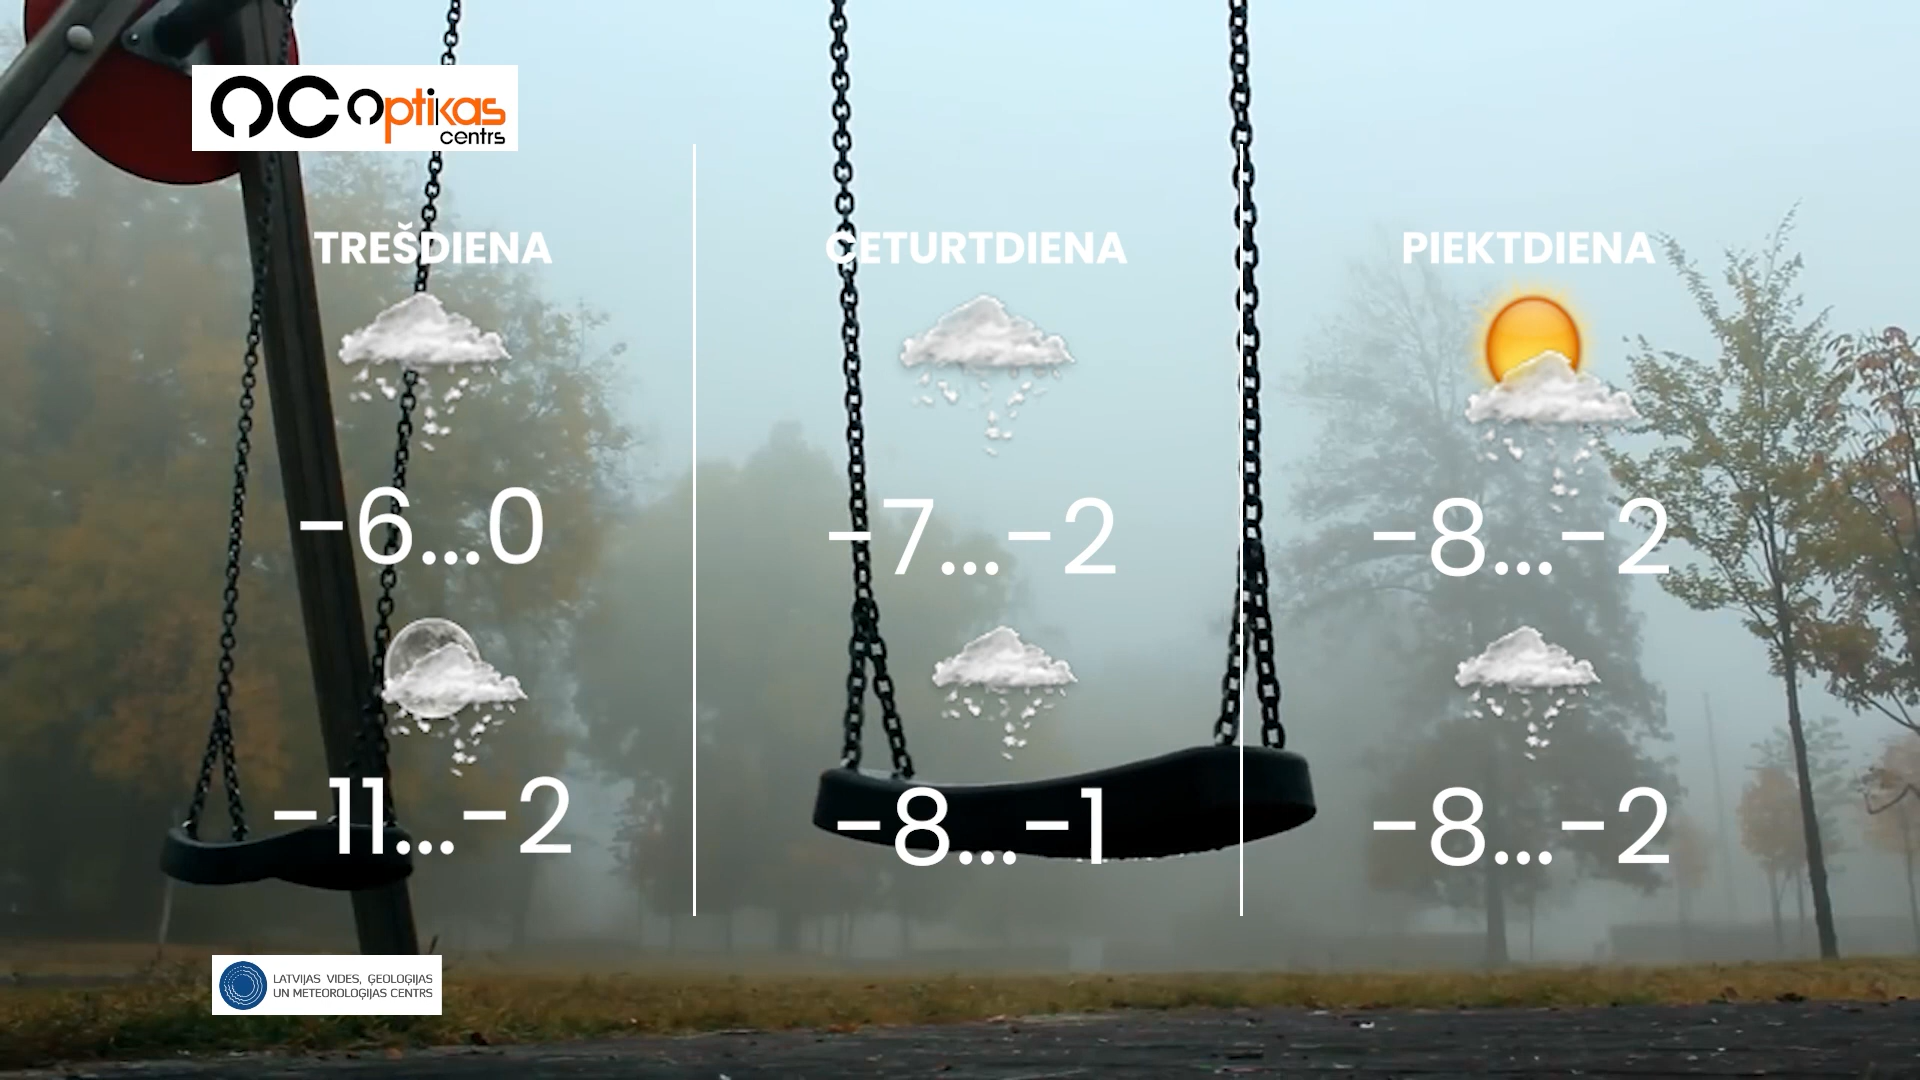 OC Optikas
centrs
TREŠDIENA
CETURTDIENA
PIEKTDIENA
-6...0
-7...-2
-8...-2
-11...-2
-8...-1
-8...-2
LATVIJAS VIDES, ĢEOLOĢIJAS
UN METEOROLOĢIJAS CENTRS